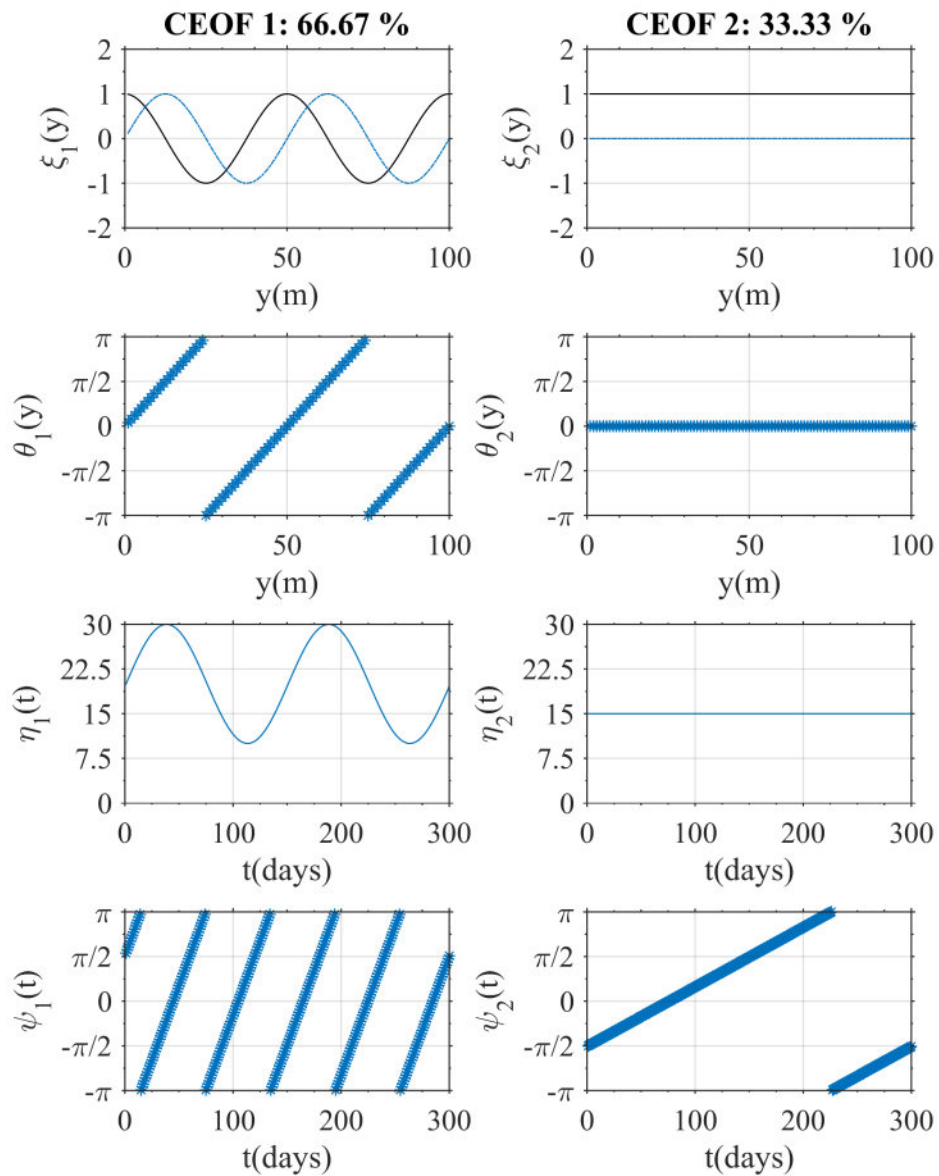 CEOF 1: 66.67 %
2
1
0
-1
-2
ξ₁(y)
0 50 100
y(m)
CEOF 2: 33.33 %
2
1
0
-1
-2
ξ₂(y)
0 50 100
y(m)
π
π/2
0
-π/2
-π
θ₁(y)
0 50 100
y(m)
π
π/2
0
-π/2
-π
θ₂(y)
0 50 100
y(m)
30
22.5
15
7.5
0
η₁(t)
0 100 200 300
t(days)
30
22.5
15
7.5
0
η₂(t)
0 100 200 300
t(days)
π
π/2
0
-π/2
-π
ψ₁(t)
0 100 200 300
t(days)
π
π/2
0
-π/2
-π
ψ₂(t)
0 100 200 300
t(days)